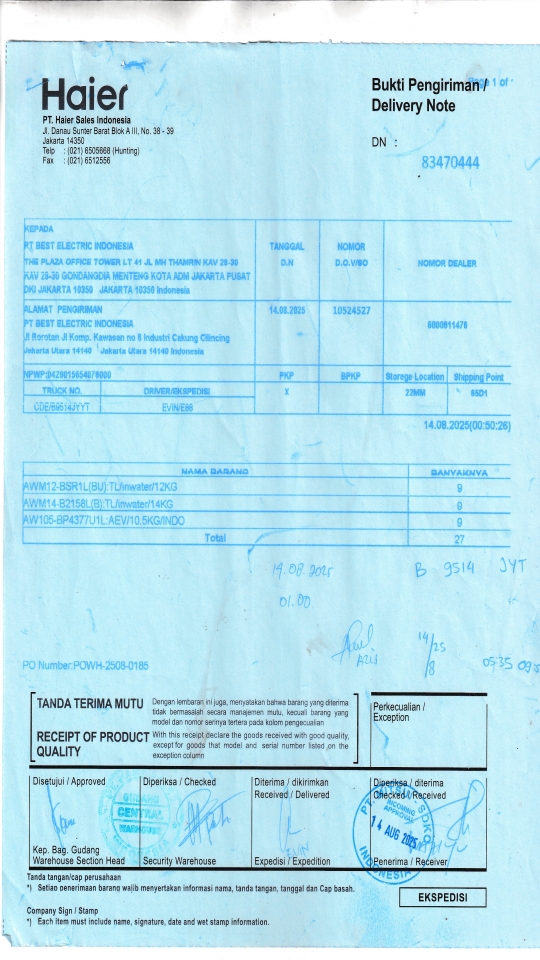 Haier
Bukti Pengiriman /
Page 1 of
Delivery Note
PT. Haier Sales Indonesia
Jl. Danau Sunter Barat Blok A III, No. 38 - 39
Jakarta 14350
Telp : (021) 6505668 (Hunting)
Fax : (021) 6512556
DN :
83470444
KEPADA
PT BEST ELECTRIC INDONESIA
THE PLAZA OFFICE TOWER LT 41 JL MH THAMRIN KAV 28-30
KAV 28-30 GONDANGDIA MENTENG KOTA ADM JAKARTA PUSAT
DKI JAKARTA 10350 JAKARTA 10350 Indonesia
TANGGAL
D.N
NOMOR
D.O.V/SO
NOMOR DEALER
ALAMAT PENGIRIMAN
PT BEST ELECTRIC INDONESIA
Jl Rorotan Jl Komp. Kawasan no 8 Industri Cakung Cilincing
Jakarta Utara 14140 Jakarta Utara 14140 Indonesia
14.08.2025
10524527
NPWP:0429015654076000
PKP
BPKP
Storege Location
Shipping Point
TRUCK NO.
DRIVER/EKSPEDISI
X
22MM
65D1
EVIN/E86
14.08.2025(00:50:26)
NAMA BARANG
BANYAKNYA
AWM12-BSR1L(BU):TL/inwater/12KG
9
AWM14-B2158L(B):TL/inwater/14KG
9
AW105-BP4377U1L:AEV/10.5KG/INDO
9
Total
27
14.08.2025
B 9514 JYT
01.00
AZIS
14/25
/8
05:35
PO Number:POWH-2508-0185
TANDA TERIMA MUTU
Dengan lembaran ini juga, menyatakan bahwa barang yang diterima
tidak bermasalah secara manajemen mutu, kecuali barang yang
model dan nomor serinya tertera pada kolom pengecualian
RECEIPT OF PRODUCT
QUALITY
With this receipt declare the goods received with good quality,
except for goods that model and serial number listed on the
exception column
Perkecualian /
Exception
Disetujui / Approved
Diperiksa / Checked
Diterima / dikirimkan
Received / Delivered
Diperiksa / diterima
Checked / Received
GUDANG
CENTRAL
WAREHOUSE
INCOMING
APPROVAL
14 AUG 2025
INDONESIA
EVIN
Kep. Bag. Gudang
Warehouse Section Head
Security Warehouse
Expedisi / Expedition
Penerima / Receiver
Tanda tangan/cap perusahaan
*) Setiao penerimaan barang wajib menyertakan informasi nama, tanda tangan, tanggal dan Cap basah.
EKSPEDISI
Company Sign / Stamp
*) Each item must include name, signature, date and wet stamp information.